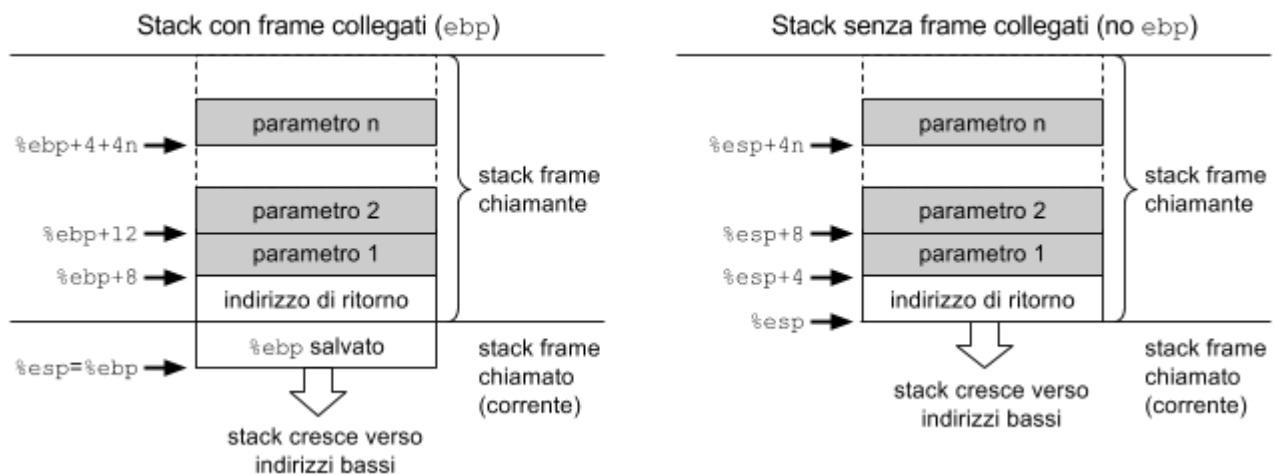 Stack con frame collegati (ebp)
parametro n
%ebp+4+4n
stack frame
chiamante
parametro 2
%ebp+12
parametro 1
%ebp+8
indirizzo di ritorno
%ebp salvato
%esp=%ebp
stack frame
chiamato
(corrente)
stack cresce verso
indirizzi bassi
Stack senza frame collegati (no ebp)
parametro n
%esp+4n
stack frame
chiamante
parametro 2
%esp+8
parametro 1
%esp+4
indirizzo di ritorno
%esp
stack frame
chiamato
(corrente)
stack cresce verso
indirizzi bassi